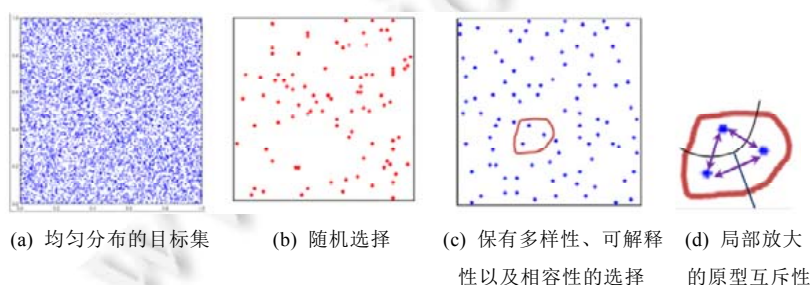 (a) 均匀分布的目标集
(b) 随机选择
(c) 保有多样性、可解释
性以及相容性的选择
(d) 局部放大
的原型互斥性